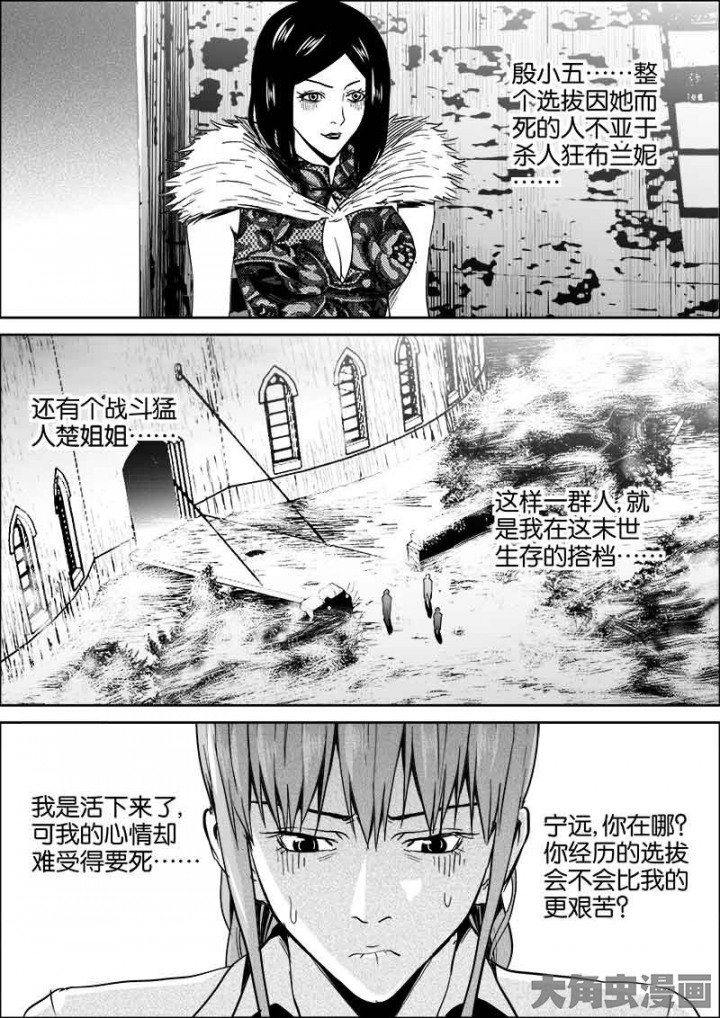 殷小五……整
个选拔因她而
死的人不亚于
杀人狂布兰妮
……
还有个战斗猛
人楚姐姐……
这样一群人,就
是我在这末世
生存的搭档……
我是活下来了,
可我的心情却
难受得要死……
宁远,你在哪?
你经历的选拔
会不会比我的
更艰苦?
大角虫漫画